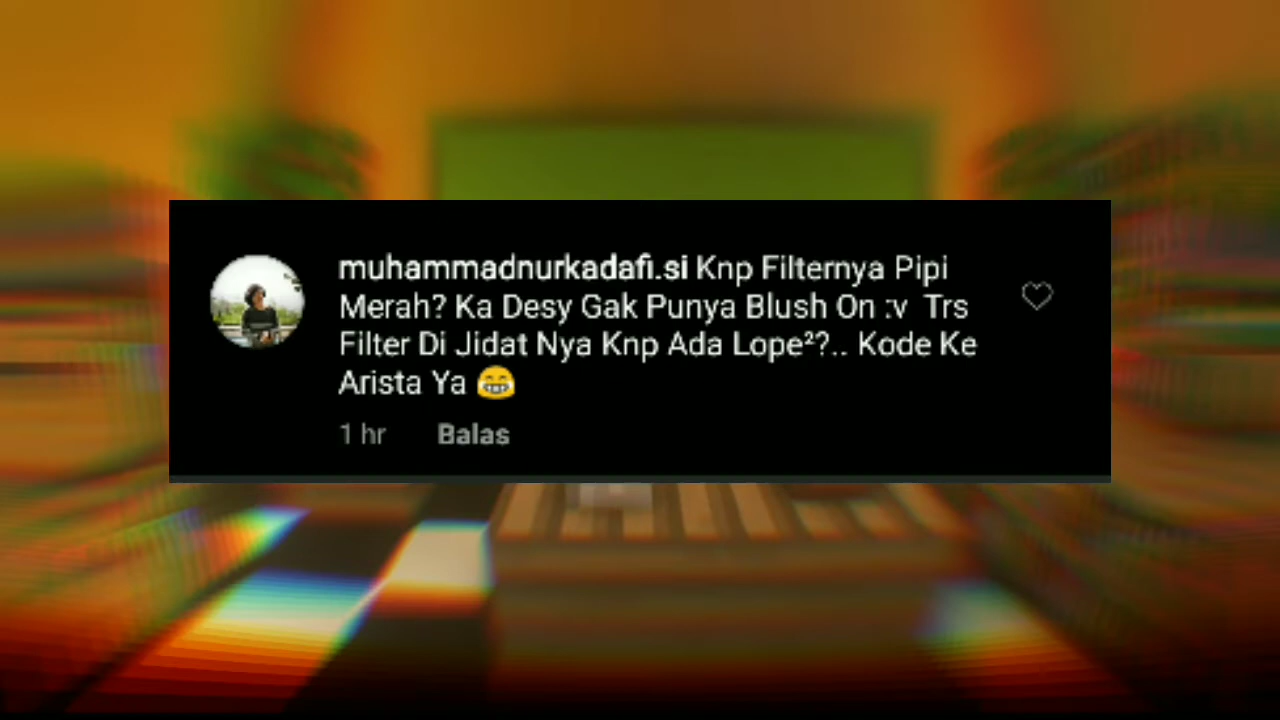 muhammadnurkadafi.si Knp Filternya Pipi
Merah? Ka Desy Gak Punya Blush On :v Trs
Filter Di Jidat Nya Knp Ada Lope²?.. Kode Ke
Arista Ya 😂
1 hr Balas